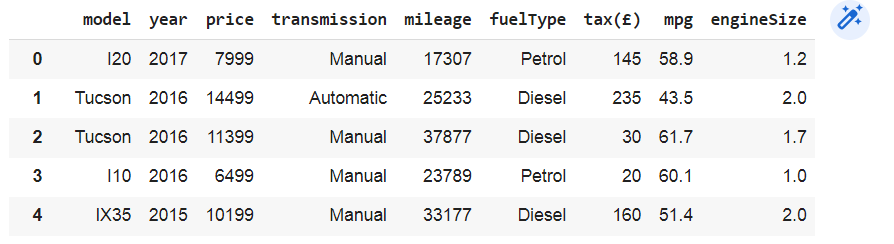 model year price transmission mileage fuelType tax(£) mpg engineSize
0 I20 2017 7999 Manual 17307 Petrol 145 58.9 1.2
1 Tucson 2016 14499 Automatic 25233 Diesel 235 43.5 2.0
2 Tucson 2016 11399 Manual 37877 Diesel 30 61.7 1.7
3 I10 2016 6499 Manual 23789 Petrol 20 60.1 1.0
4 IX35 2015 10199 Manual 33177 Diesel 160 51.4 2.0